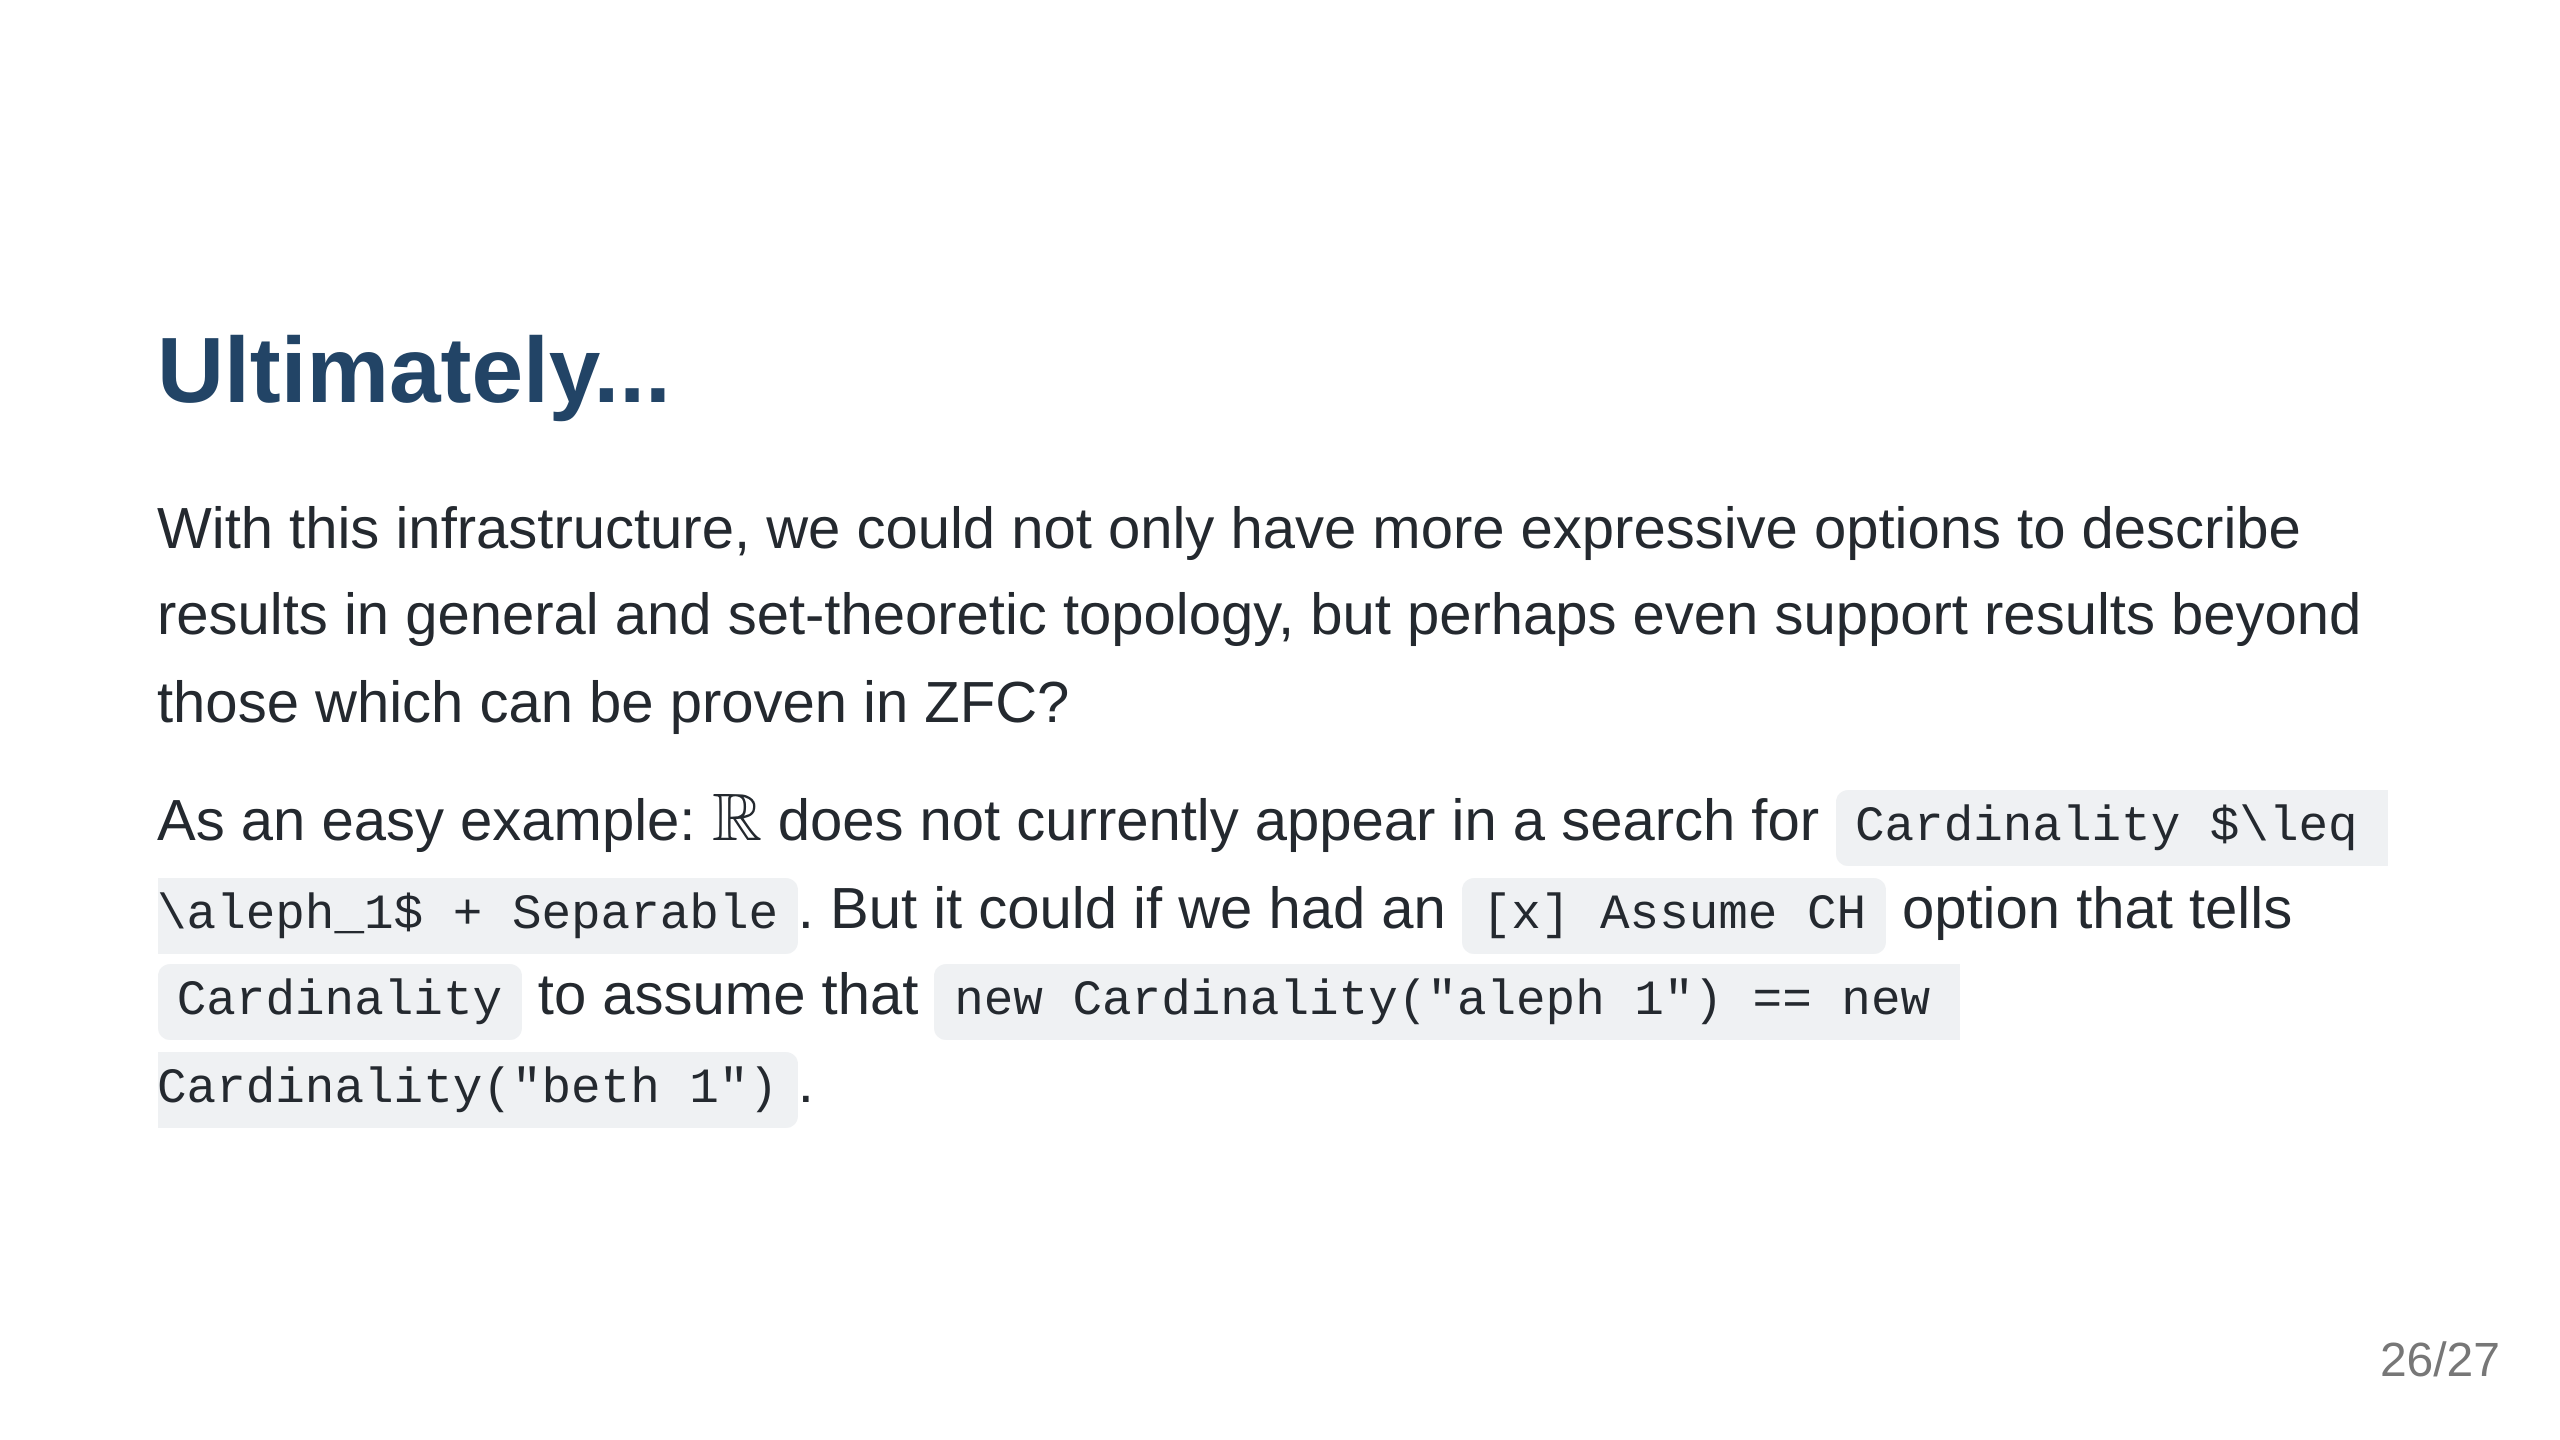 Ultimately...
With this infrastructure, we could not only have more expressive options to describe
results in general and set-theoretic topology, but perhaps even support results beyond
those which can be proven in ZFC?
As an easy example: ℝ does not currently appear in a search for Cardinality $\leq
\aleph_1$ + Separable. But it could if we had an [x] Assume CH option that tells
Cardinality to assume that new Cardinality("aleph 1") == new
Cardinality("beth 1").
26/27